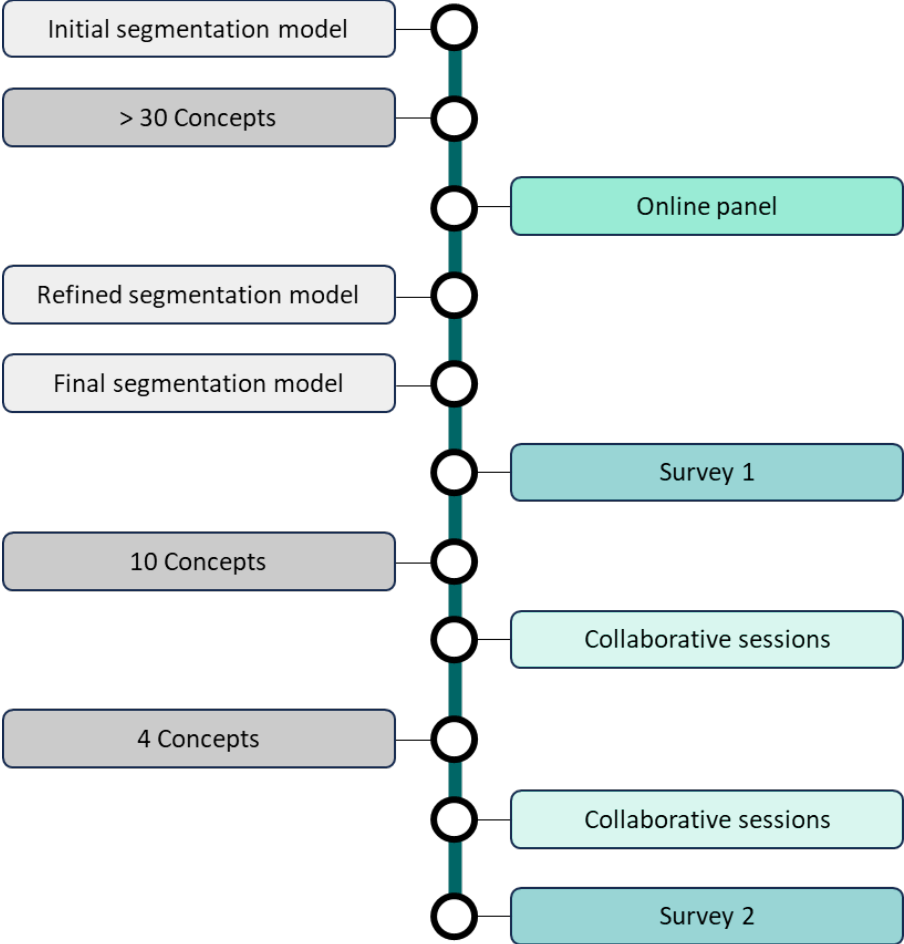 Initial segmentation model
> 30 Concepts
Online panel
Refined segmentation model
Final segmentation model
Survey 1
10 Concepts
Collaborative sessions
4 Concepts
Collaborative sessions
Survey 2